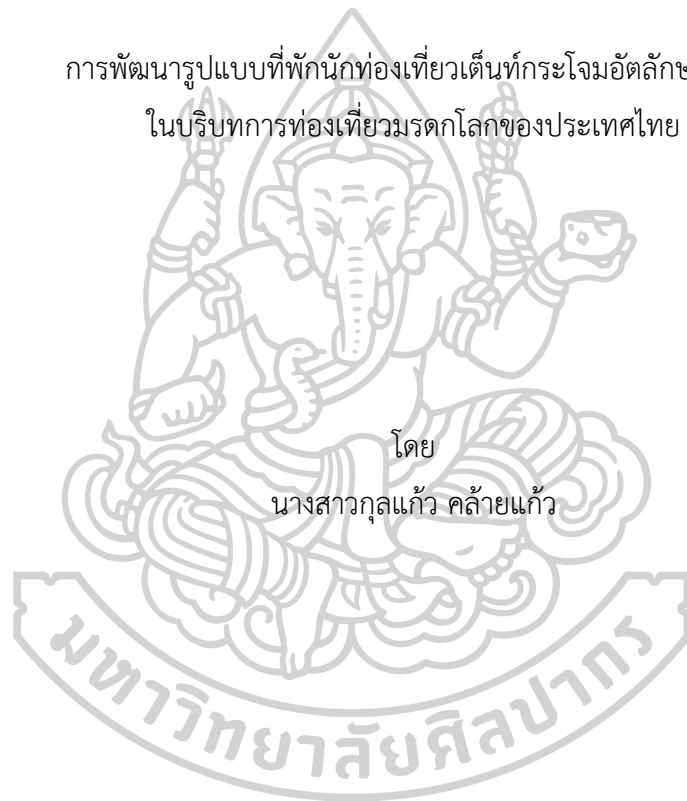 การพัฒนารูปแบบที่พักนักท่องเที่ยวเต็นท์กระโจม
ในบริบทการท่องเที่ยวมรดกโลกของประเทศไทย
โดย
นางสาวกุลแก้ว คล้ายแก้ว
มหาวิทยาลัยศิลปากร